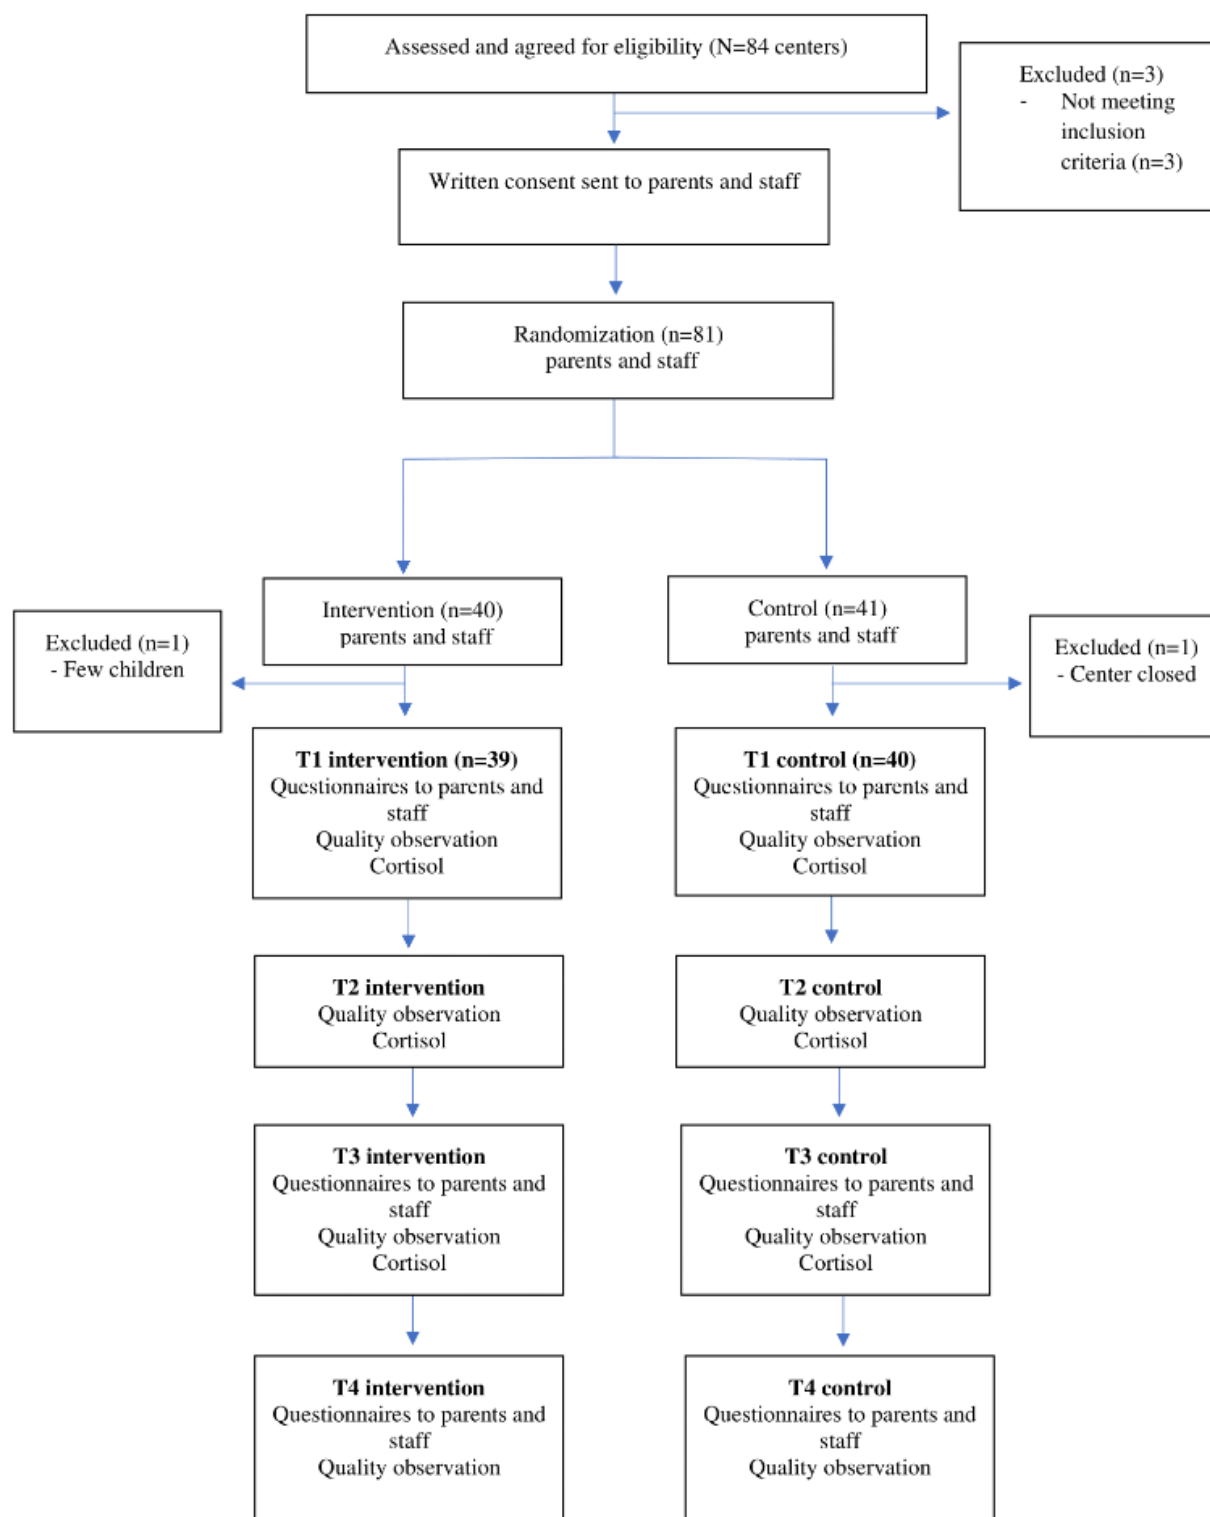 Assessed and agreed for eligibility (N=84 centers)
Excluded (n=3)
- Not meeting
inclusion
criteria (n=3)
Written consent sent to parents and staff
Randomization (n=81)
parents and staff
Intervention (n=40)
parents and staff
Control (n=41)
parents and staff
Excluded (n=1)
- Few children
Excluded (n=1)
- Center closed
T1 intervention (n=39)
Questionnaires to parents and
staff
Quality observation
Cortisol
T1 control (n=40)
Questionnaires to parents and
staff
Quality observation
Cortisol
T2 intervention
Quality observation
Cortisol
T2 control
Quality observation
Cortisol
T3 intervention
Questionnaires to parents and
staff
Quality observation
Cortisol
T3 control
Questionnaires to parents and
staff
Quality observation
Cortisol
T4 intervention
Questionnaires to parents and
staff
Quality observation
T4 control
Questionnaires to parents and
staff
Quality observation